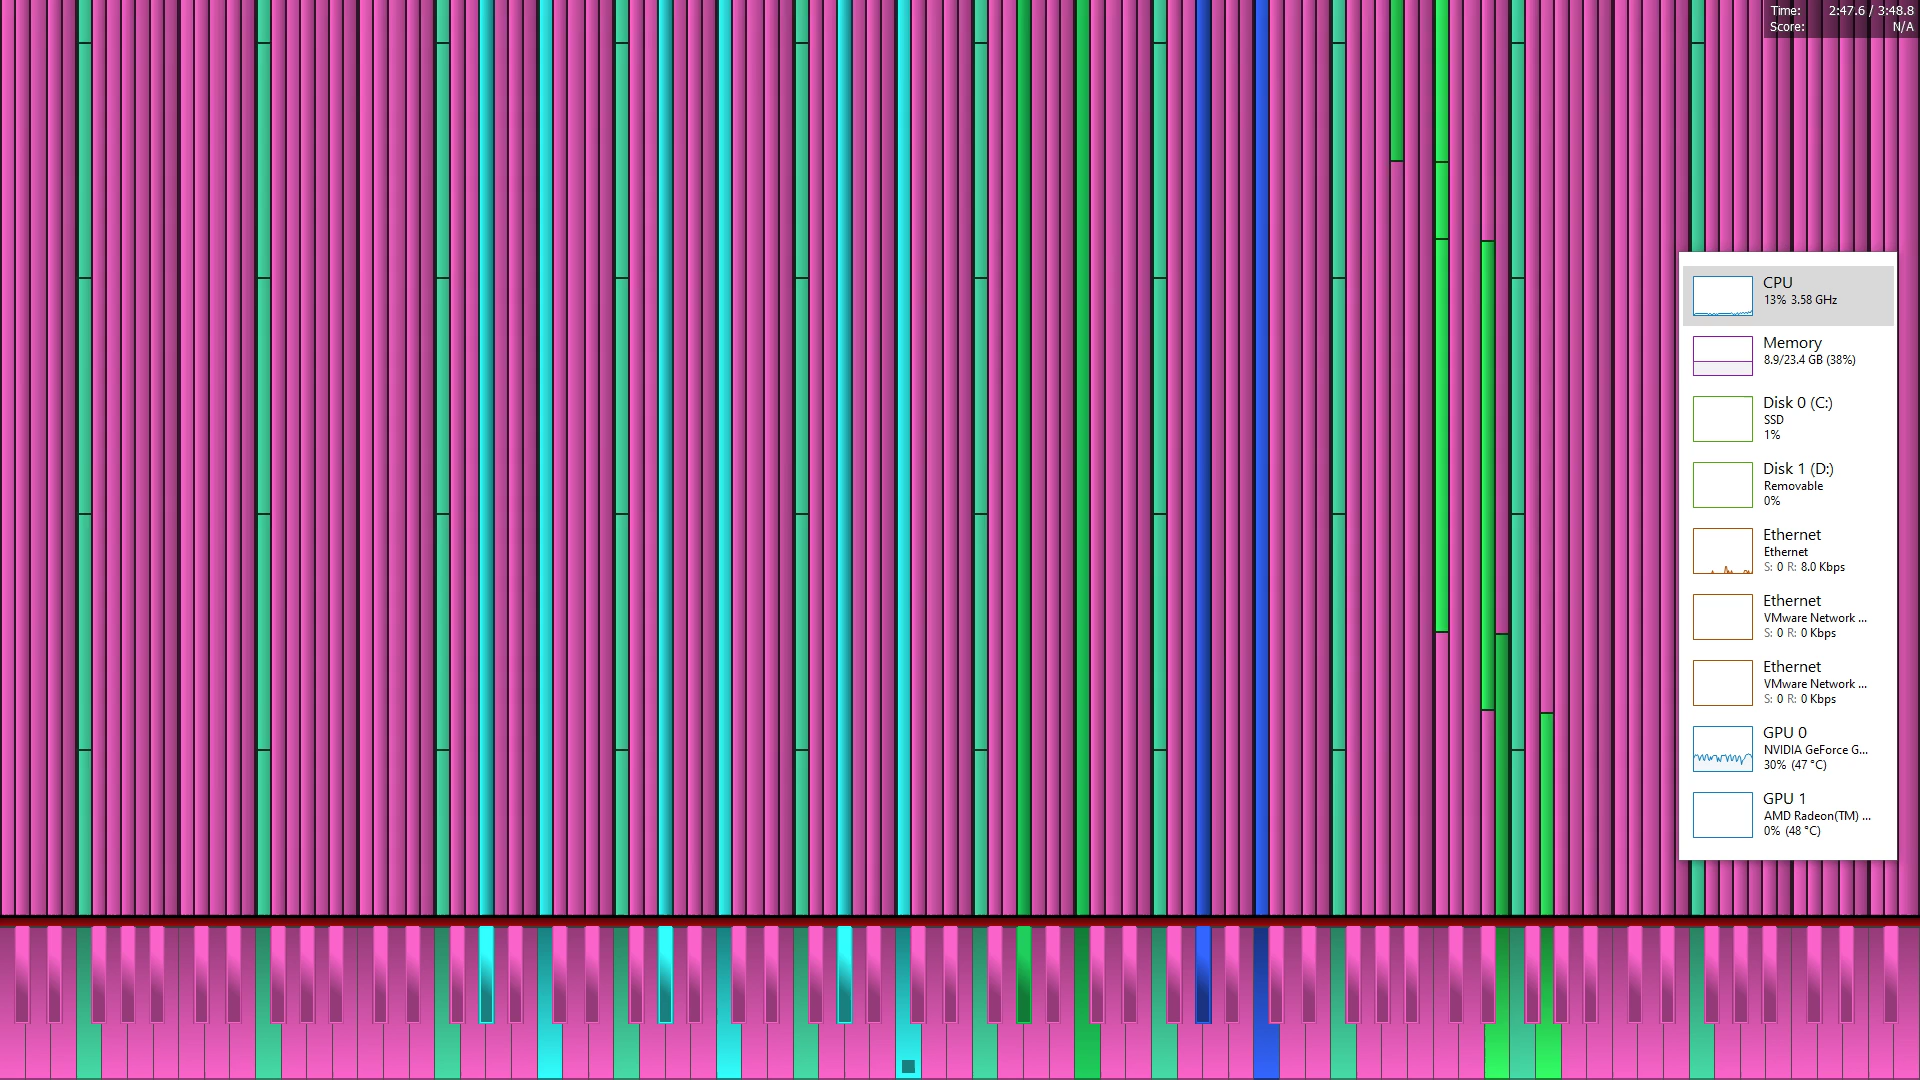 Time: 2:47.6 / 3:48.8
Score: N/A
CPU
13% 3.58 GHz
Memory
8.9/23.4 GB (38%)
Disk 0 (C:)
SSD
1%
Disk 1 (D:)
Removable
0%
Ethernet
Ethernet
S: 0 R: 8.0 Kbps
Ethernet
VMware Network ...
S: 0 R: 0 Kbps
Ethernet
VMware Network ...
S: 0 R: 0 Kbps
GPU 0
NVIDIA GeForce G...
30% (47 °C)
GPU 1
AMD Radeon(TM) ...
0% (48 °C)